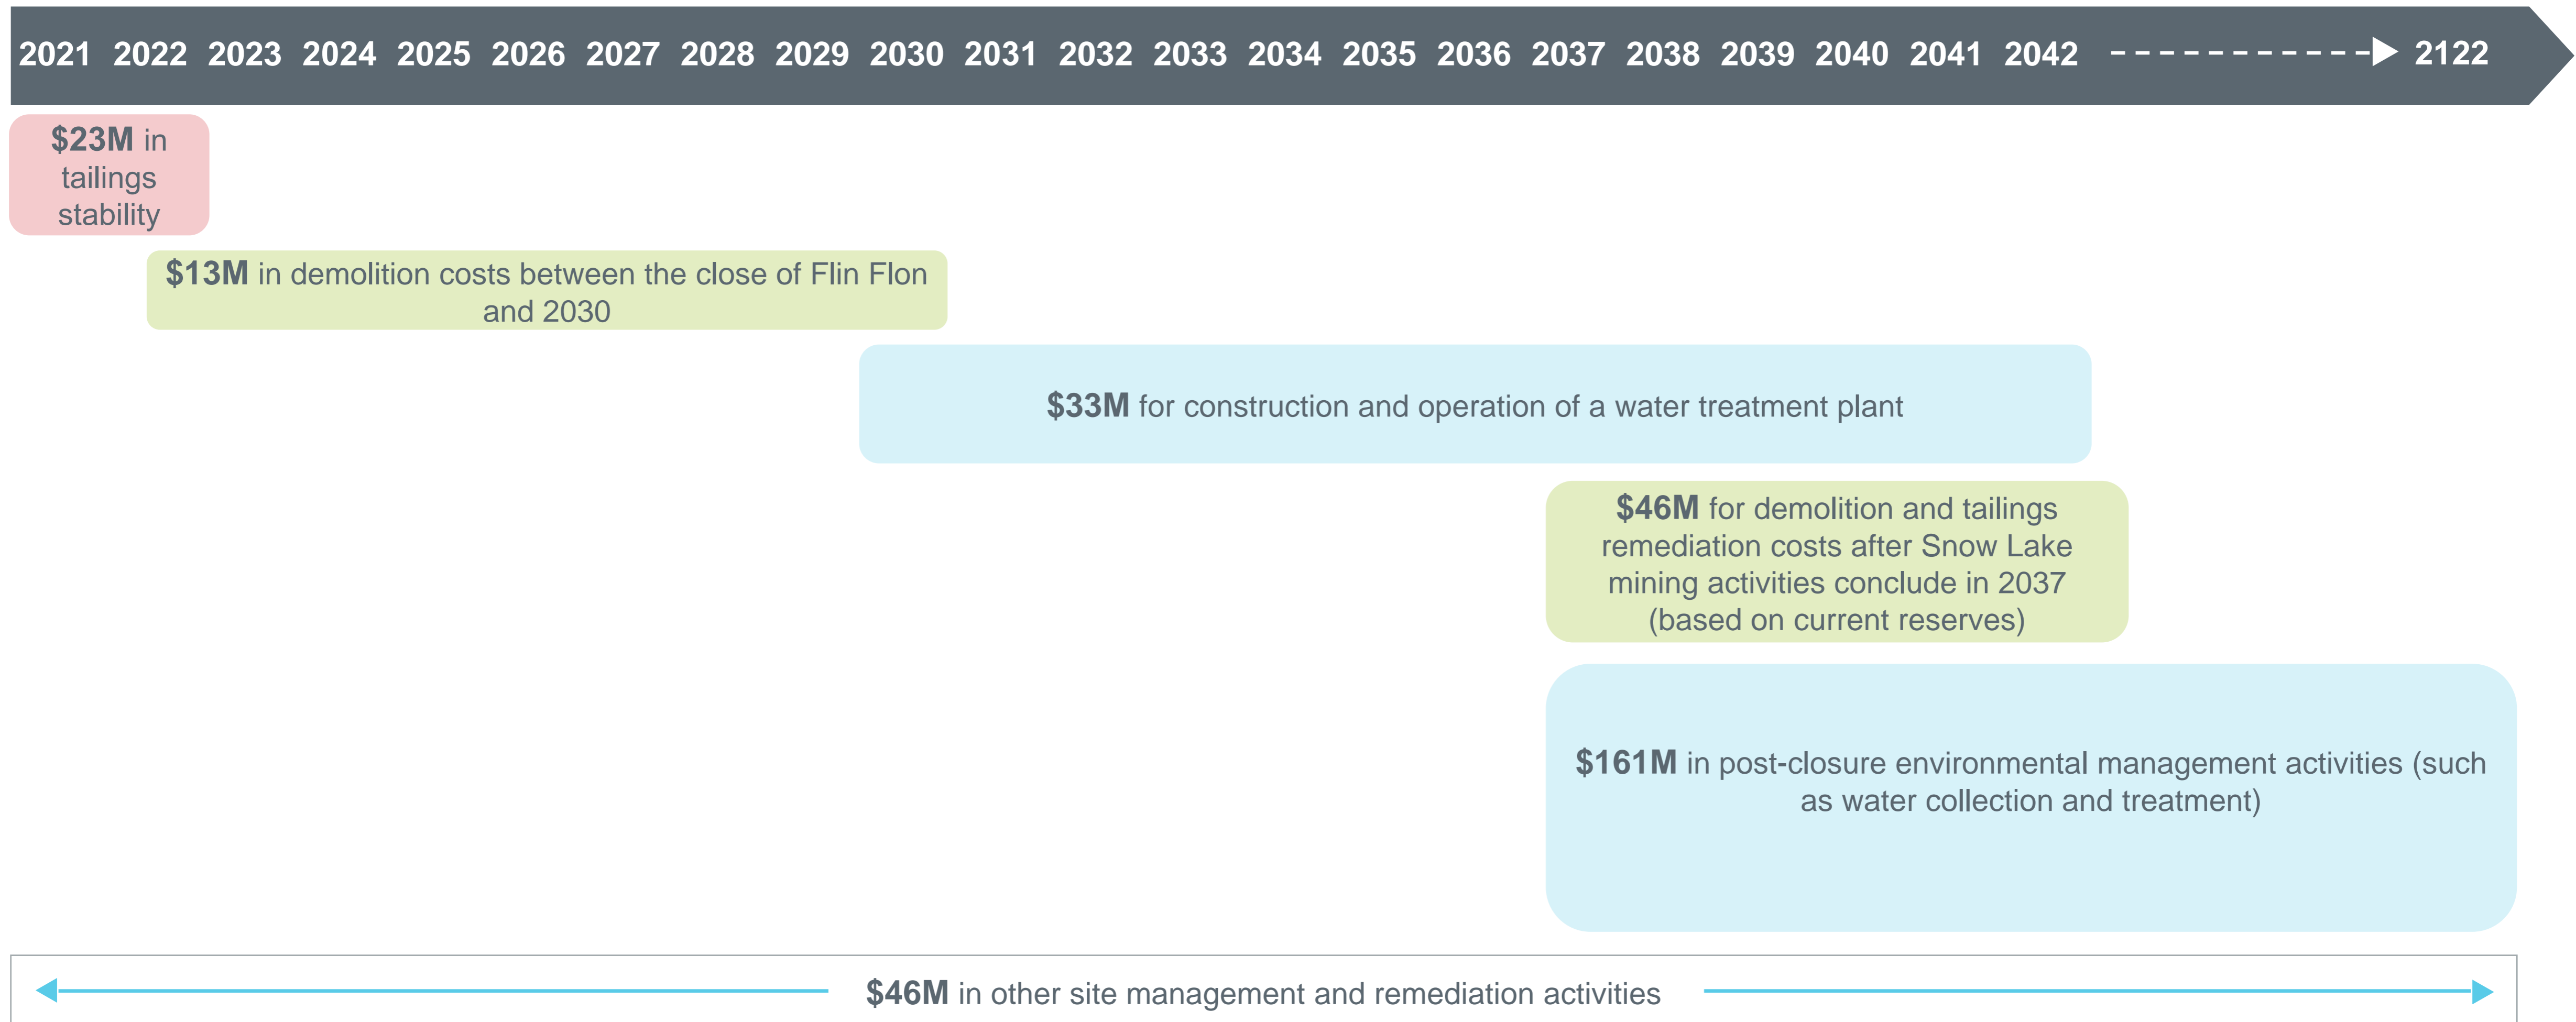 2021 2022 2023 2024 2025 2026 2027 2028 2029 2030 2031 2032 2033 2034 2035 2036 2037 2038 2039 2040 2041 2042 2122
$23M in
tailings
stability
$13M in demolition costs between the close of Flin Flon
and 2030
$33M for construction and operation of a water treatment plant
$46M for demolition and tailings
remediation costs after Snow Lake
mining activities conclude in 2037
(based on current reserves)
$161M in post-closure environmental management activities (such
as water collection and treatment)
$46M in other site management and remediation activities